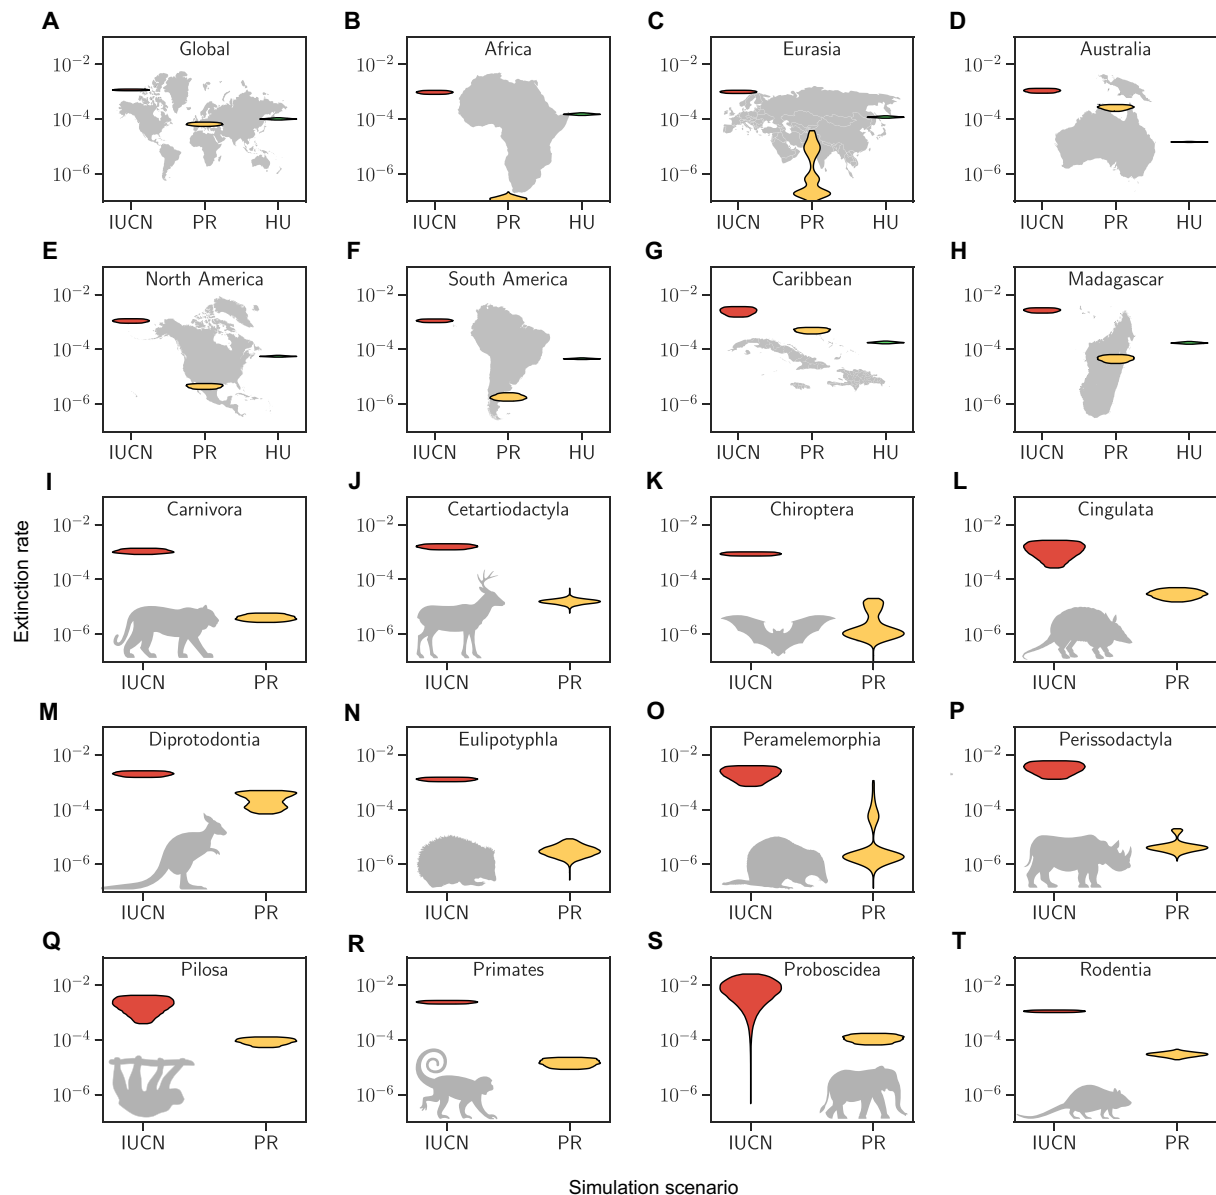 A B C D
Global Africa Eurasia Australia
10⁻² 10⁻² 10⁻² 10⁻²
10⁻⁴ 10⁻⁴ 10⁻⁴ 10⁻⁴
10⁻⁶ 10⁻⁶ 10⁻⁶ 10⁻⁶
IUCN PR HU IUCN PR HU IUCN PR HU IUCN PR HU
E F G H
North America South America Caribbean Madagascar
10⁻² 10⁻² 10⁻² 10⁻²
10⁻⁴ 10⁻⁴ 10⁻⁴ 10⁻⁴
10⁻⁶ 10⁻⁶ 10⁻⁶ 10⁻⁶
IUCN PR HU IUCN PR HU IUCN PR HU IUCN PR HU
I J K L
Carnivora Cetartiodactyla Chiroptera Cingulata
10⁻² 10⁻² 10⁻² 10⁻²
10⁻⁴ 10⁻⁴ 10⁻⁴ 10⁻⁴
Extinction rate
10⁻⁶ 10⁻⁶ 10⁻⁶ 10⁻⁶
IUCN PR IUCN PR IUCN PR IUCN PR
M N O P
Diprotodontia Eulipotyphla Peramelemorphia Perissodactyla
10⁻² 10⁻² 10⁻² 10⁻²
10⁻⁴ 10⁻⁴ 10⁻⁴ 10⁻⁴
10⁻⁶ 10⁻⁶ 10⁻⁶ 10⁻⁶
IUCN PR IUCN PR IUCN PR IUCN PR
Q R S T
Pilosa Primates Proboscidea Rodentia
10⁻² 10⁻² 10⁻² 10⁻²
10⁻⁴ 10⁻⁴ 10⁻⁴ 10⁻⁴
10⁻⁶ 10⁻⁶ 10⁻⁶ 10⁻⁶
IUCN PR IUCN PR IUCN PR IUCN PR
Simulation scenario